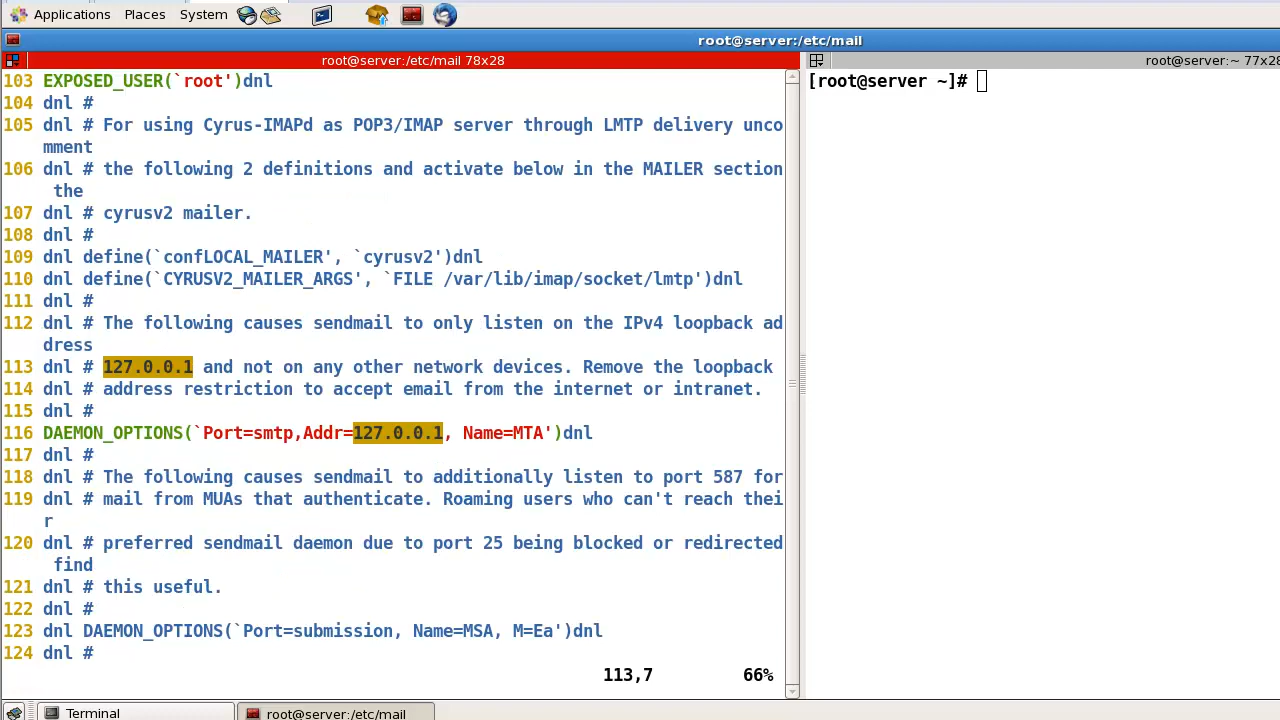 Applications Places System
root@server:/etc/mail
root@server:/etc/mail 78x28
103 EXPOSED_USER(`root')dnl
104 dnl #
105 dnl # For using Cyrus-IMAPd as POP3/IMAP server through LMTP delivery unco
mment
106 dnl # the following 2 definitions and activate below in the MAILER section
the
107 dnl # cyrusv2 mailer.
108 dnl #
109 dnl define(`confLOCAL_MAILER', `cyrusv2')dnl
110 dnl define(`CYRUSV2_MAILER_ARGS', `FILE /var/lib/imap/socket/lmtp')dnl
111 dnl #
112 dnl # The following causes sendmail to only listen on the IPv4 loopback ad
dress
113 dnl # 127.0.0.1 and not on any other network devices. Remove the loopback
114 dnl # address restriction to accept email from the internet or intranet.
115 dnl #
116 DAEMON_OPTIONS(`Port=smtp,Addr=127.0.0.1, Name=MTA')dnl
117 dnl #
118 dnl # The following causes sendmail to additionally listen to port 587 for
119 dnl # mail from MUAs that authenticate. Roaming users who can't reach thei
r
120 dnl # preferred sendmail daemon due to port 25 being blocked or redirected
find
121 dnl # this useful.
122 dnl #
123 dnl DAEMON_OPTIONS(`Port=submission, Name=MSA, M=Ea')dnl
124 dnl #
113,7 66%
root@server:~ 77x28
[root@server ~]#
Terminal
root@server:/etc/mail